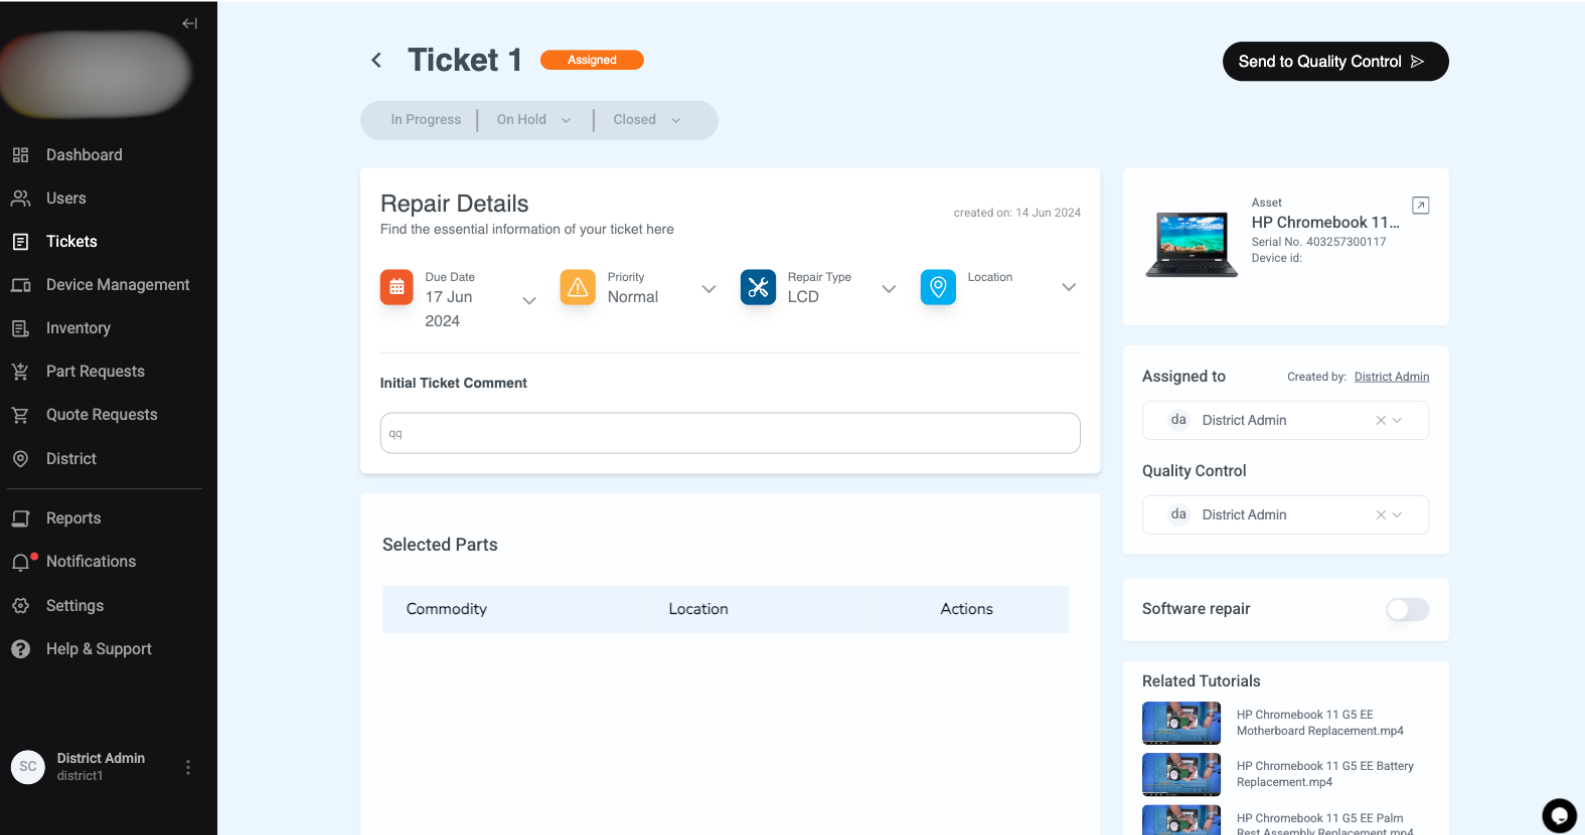 Dashboard
Users
Tickets
Device Management
Inventory
Part Requests
Quote Requests
District
Reports
Notifications
Settings
Help & Support
SC
District Admin
district1
Ticket 1
Assigned
Send to Quality Control
In Progress
On Hold
Closed
Repair Details
Find the essential information of your ticket here
created on: 14 Jun 2024
Due Date
17 Jun
2024
Priority
Normal
Repair Type
LCD
Location
Initial Ticket Comment
qq
Selected Parts
Commodity Location Actions
Asset
HP Chromebook 11...
Serial No. 403257300117
Device id:
Assigned to
Created by: District Admin
da District Admin
Quality Control
da District Admin
Software repair
Related Tutorials
HP Chromebook 11 G5 EE
Motherboard Replacement.mp4
HP Chromebook 11 G5 EE Battery
Replacement.mp4
HP Chromebook 11 G5 EE Palm
Rest Assembly Replacement.mp4